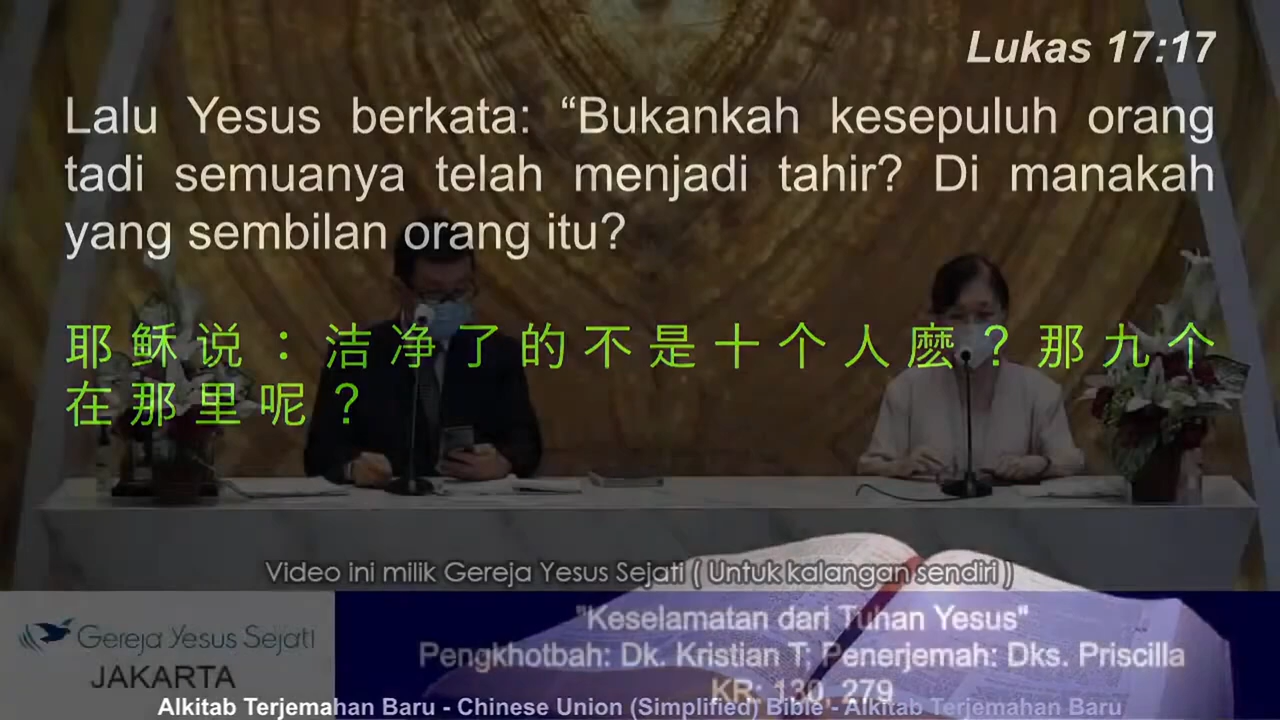 Lukas 17:17
Lalu Yesus berkata: “Bukankah kesepuluh orang
tadi semuanya telah menjadi tahir? Di manakah
yang sembilan orang itu?
耶稣说：洁净了的不是十个人麽？那九个
在那里呢？
Video ini milik Gereja Yesus Sejati ( Untuk kalangan sendiri )
Gereja Yesus Sejati
JAKARTA
"Keselamatan dari Tuhan Yesus"
Pengkhotbah: Dk. Kristian T; Penerjemah: Dks. Priscilla
KR: 130, 279
Alkitab Terjemahan Baru - Chinese Union (Simplified) Bible - Alkitab Terjemahan Baru